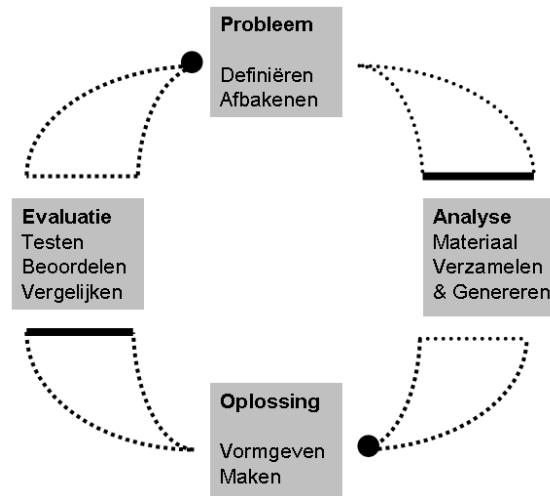 Probleem
Definiëren
Afbakenen
Evaluatie
Testen
Beoordelen
Vergelijken
Analyse
Materiaal
Verzamelen
& Genereren
Oplossing
Vormgeven
Maken